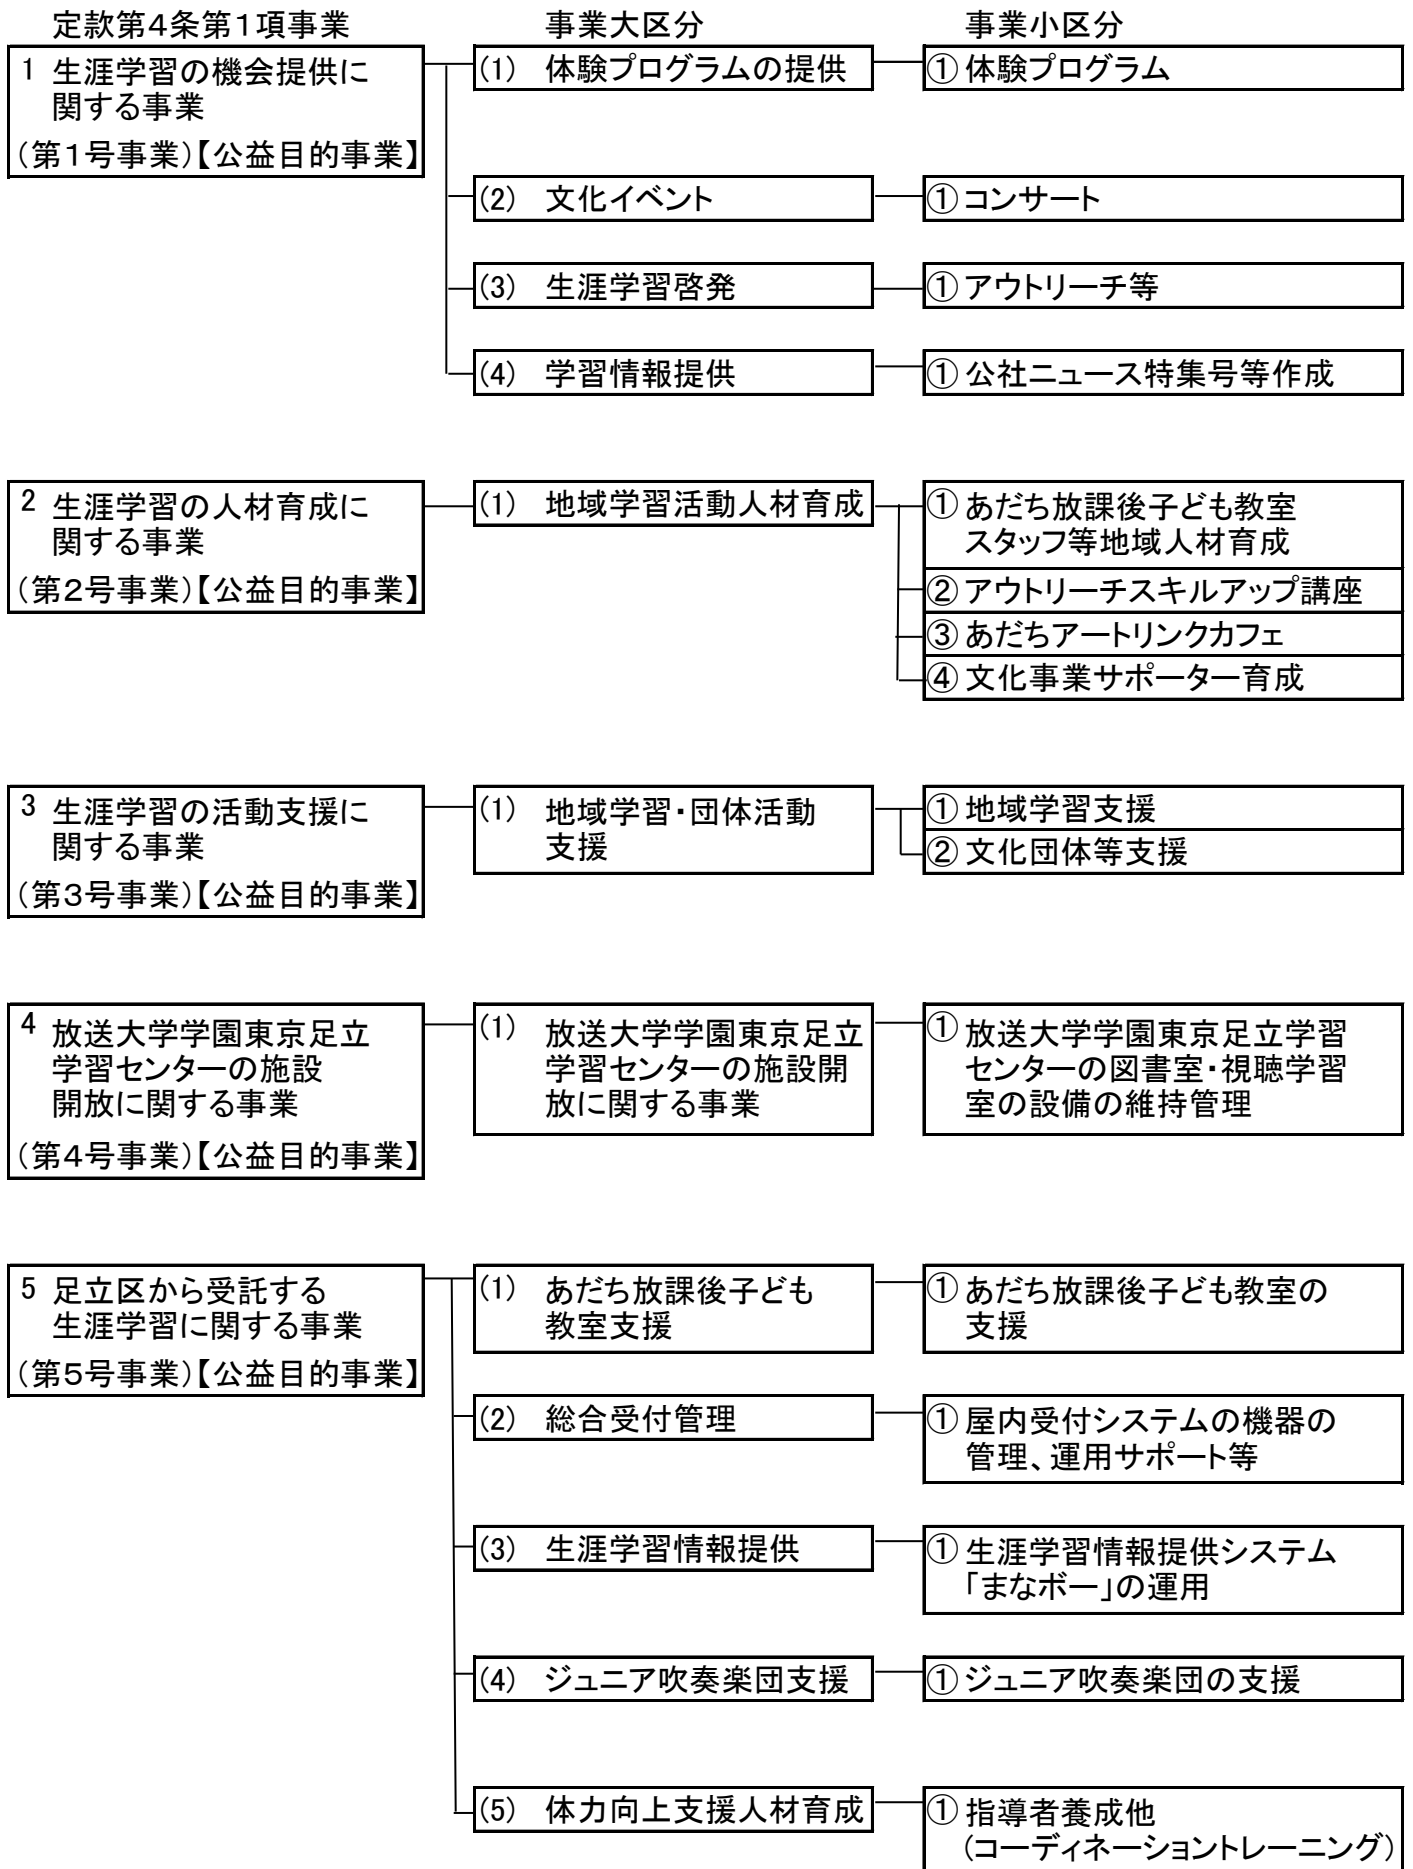 定款第4条第1項事業
事業大区分
事業小区分
1 生涯学習の機会提供に
関する事業
(第1号事業)【公益目的事業】
(1) 体験プログラムの提供
① 体験プログラム
(2) 文化イベント
① コンサート
(3) 生涯学習啓発
① アウトリーチ等
(4) 学習情報提供
① 公社ニュース特集号等作成
2 生涯学習の人材育成に
関する事業
(第2号事業)【公益目的事業】
(1) 地域学習活動人材育成
① あだち放課後子ども教室
スタッフ等地域人材育成
② アウトリーチスキルアップ講座
③ あだちアートリンクカフェ
④ 文化事業サポーター育成
3 生涯学習の活動支援に
関する事業
(第3号事業)【公益目的事業】
(1) 地域学習・団体活動
支援
① 地域学習支援
② 文化団体等支援
4 放送大学学園東京足立
学習センターの施設
開放に関する事業
(第4号事業)【公益目的事業】
(1) 放送大学学園東京足立
学習センターの施設開
放に関する事業
① 放送大学学園東京足立学習
センターの図書室・視聴学習
室の設備の維持管理
5 足立区から受託する
生涯学習に関する事業
(第5号事業)【公益目的事業】
(1) あだち放課後子ども
教室支援
① あだち放課後子ども教室の
支援
(2) 総合受付管理
① 屋内受付システムの機器の
管理、運用サポート等
(3) 生涯学習情報提供
① 生涯学習情報提供システム
「まなボー」の運用
(4) ジュニア吹奏楽団支援
① ジュニア吹奏楽団の支援
(5) 体力向上支援人材育成
① 指導者養成他
(コーディネーショントレーニング)